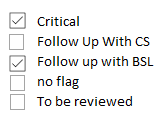 Critical
Follow Up With CS
Follow up with BSL
no flag
To be reviewed